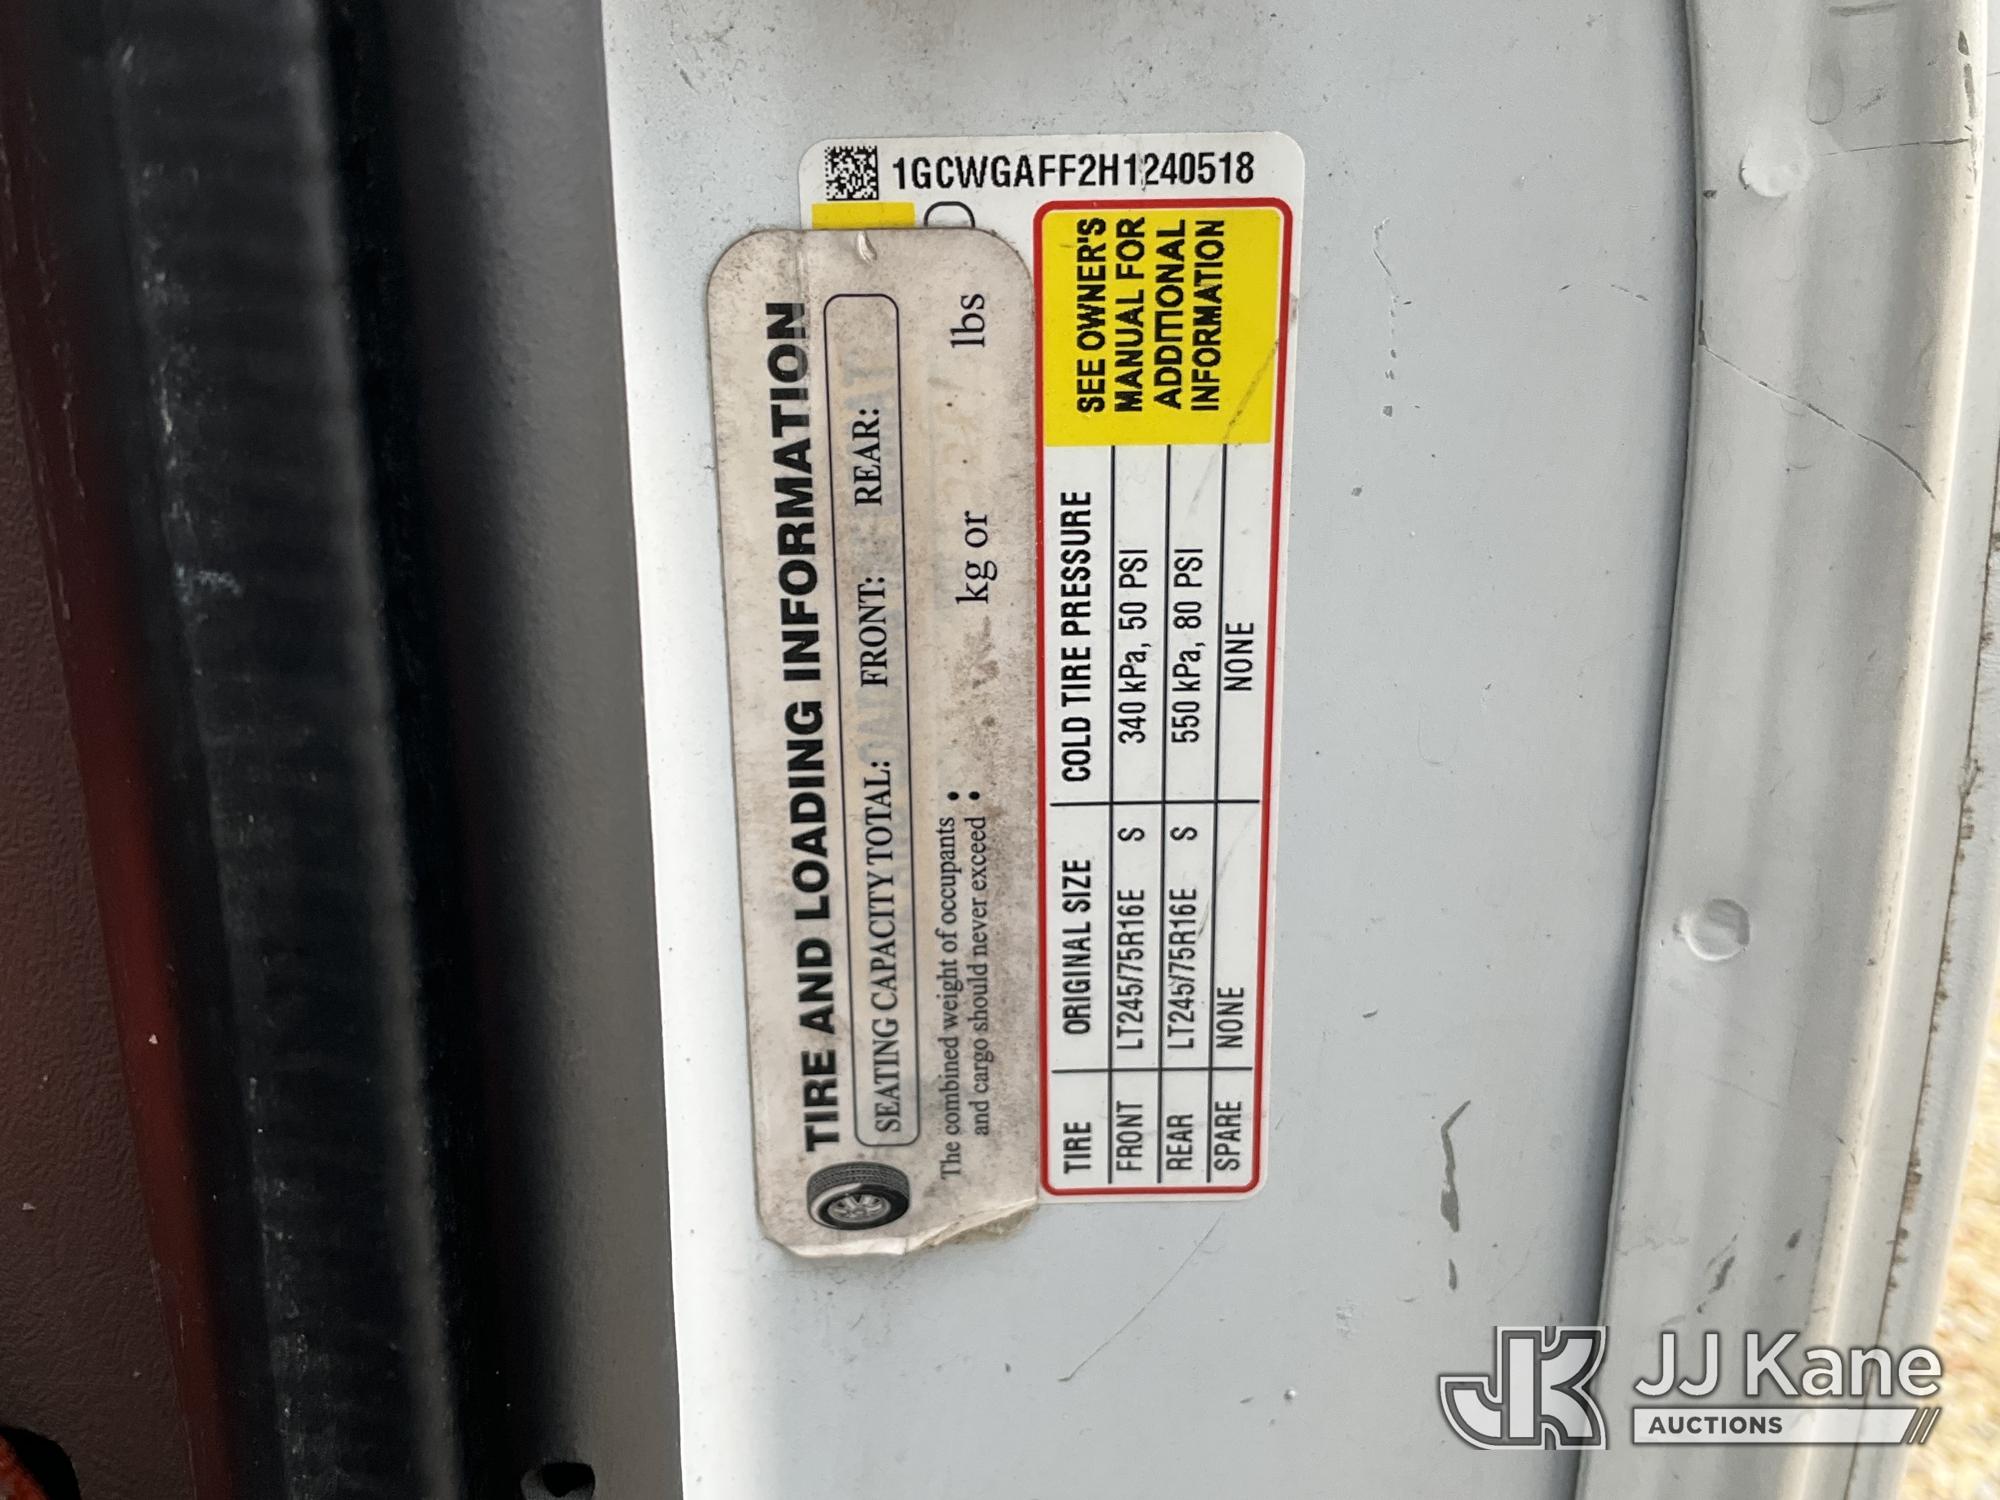 1GCWGAFF2H1240518
TIRE AND LOADING INFORMATION
SEATING CAPACITY TOTAL: FRONT: REAR:
The combined weight of occupants :
and cargo should never exceed :
kg or lbs
TIRE ORIGINAL SIZE COLD TIRE PRESSURE
FRONT LT245/75R16E S 340 kPa, 50 PSI
REAR LT245/75R16E S 550 kPa, 80 PSI
SPARE NONE NONE
SEE OWNER'S
MANUAL FOR
ADDITIONAL
INFORMATION
JK JJ Kane
AUCTIONS